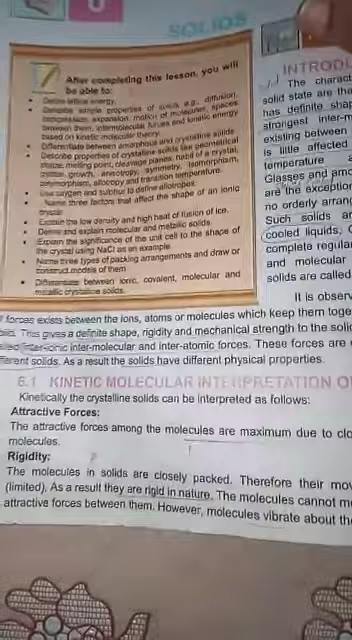 SOLIDS
After completing this lesson, you will
be able to:
Define lattice energy.
Describe simple properties of solids e.g., diffusion,
compression, expansion, motion of molecules, spaces
between them, intermolecular forces and kinetic energy
based on kinetic molecular theory.
Differentiate between amorphous and crystalline solids
Describe properties of crystalline solids like geometrical
shape, melting point, cleavage planes, habit of a crystal,
crystal growth, anisotropy, symmetry, isomorphism,
polymorphism, allotropy and transition temperature.
Use oxygen and sulphur to define allotropes.
Name three factors that affect the shape of an ionic
crystal.
Explain the low density and high heat of fusion of ice.
Define and explain molecular and metallic solids.
Explain the significance of the unit cell to the shape of
the crystal using NaCl as an example.
Name three types of packing arrangements and draw or
construct models of them
Differentiate between ionic, covalent, molecular and
metallic crystalline solids.
INTRODU
The charact
solid state are tha
has definite shap
strongest inter-m
existing between
is little affected
temperature a
Glasses and amo
are the exception
no orderly arran
Such solids ar
cooled liquids,
complete regula
and molecular
solids are called
It is observ
forces exists between the ions, atoms or molecules which keep them toge
This gives a definite shape, rigidity and mechanical strength to the soli
inter-ionic inter-molecular and inter-atomic forces. These forces are
solids. As a result the solids have different physical properties.
6.1 KINETIC MOLECULAR INTERPRETATION O
Kinetically the crystalline solids can be interpreted as follows:
Attractive Forces:
The attractive forces among the molecules are maximum due to clo
molecules.
Rigidity:
The molecules in solids are closely packed. Therefore their mov
(limited). As a result they are rigid in nature. The molecules cannot m
attractive forces between them. However, molecules vibrate about th